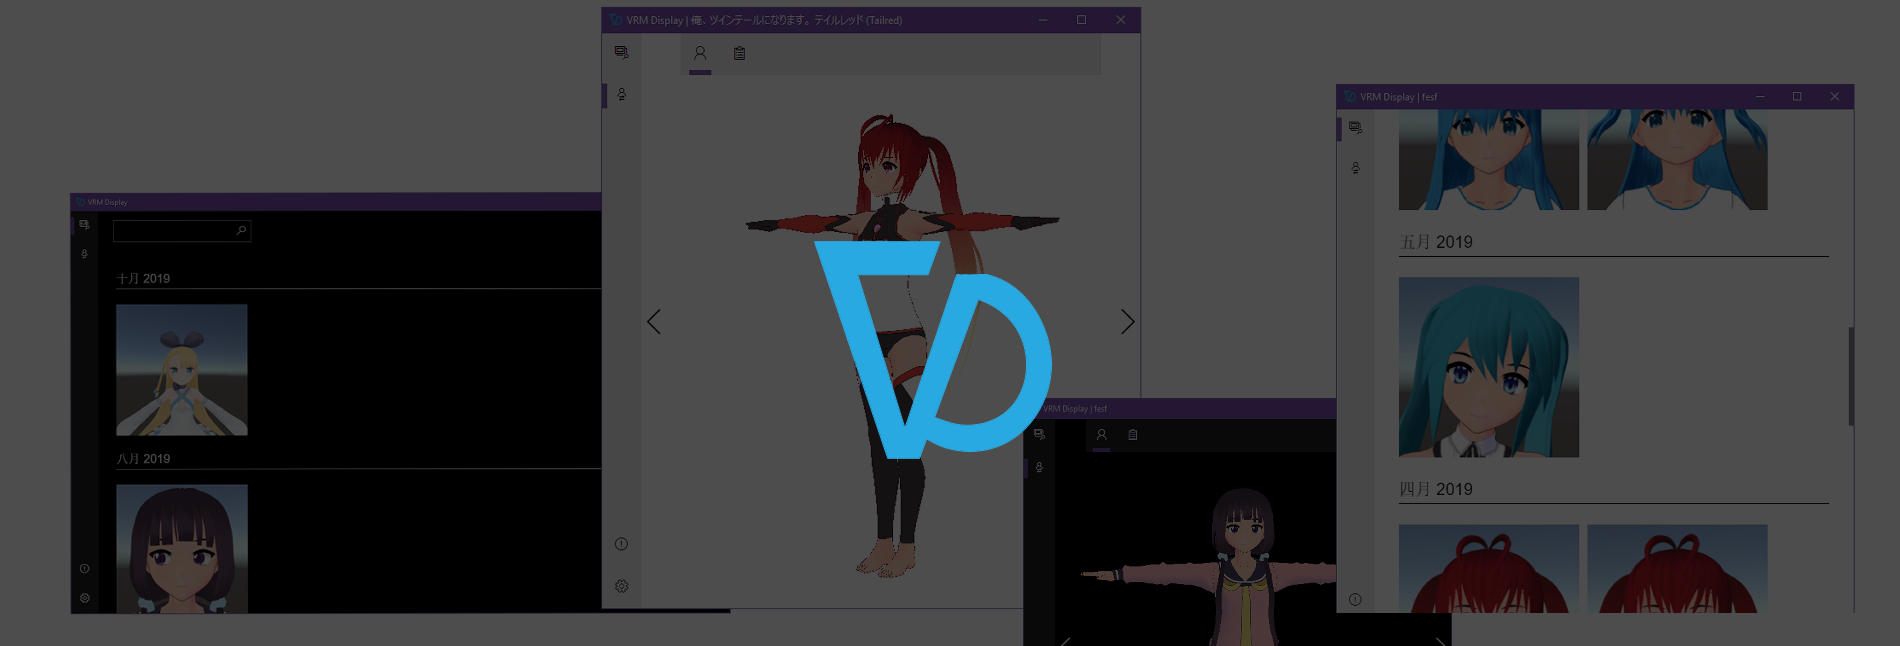 VRM Display | 俺、ツインテールになります。 テイルレッド (Tailred)
VRM Display | fesf
VRM Display
五月 2019
十月 2019
VRM Display | fesf
八月 2019
四月 2019